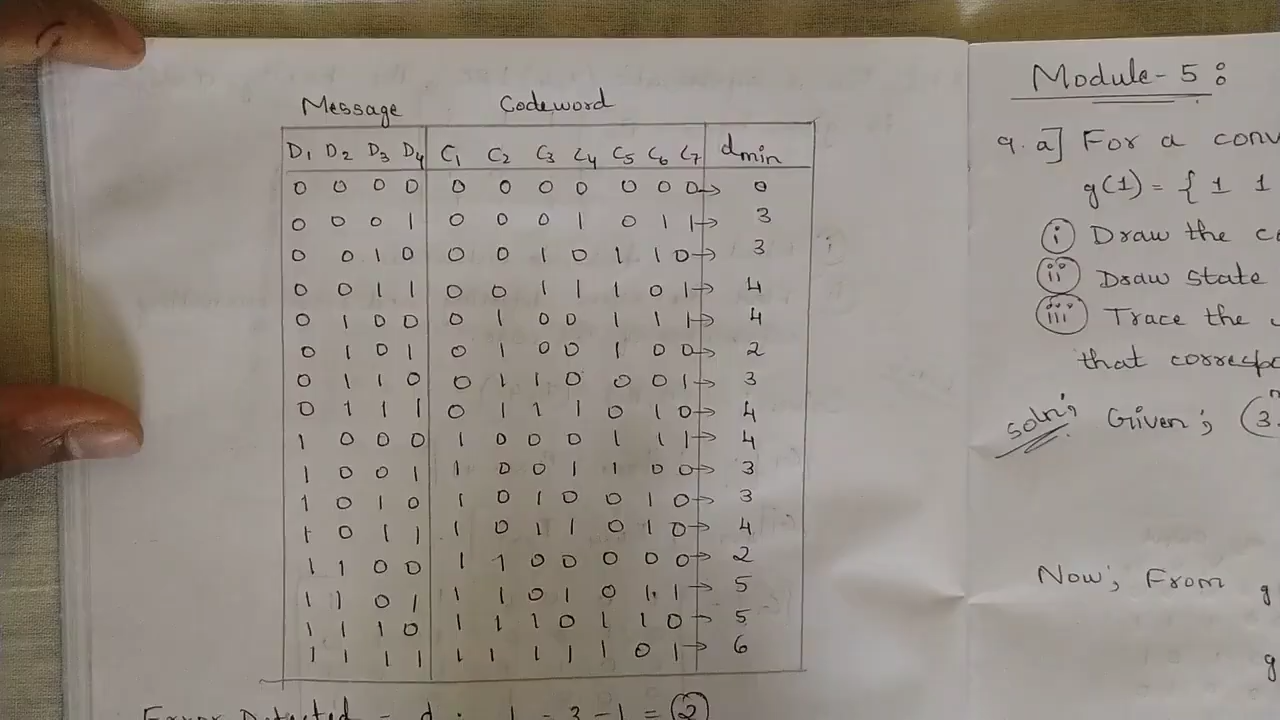 Message Codeword
D1 D2 D3 D4 C1 C2 C3 C4 C5 C6 C7 dmin
0 0 0 0 0 0 0 0 0 0 0 → 0
0 0 0 1 0 0 0 1 0 1 1 → 3
0 0 1 0 0 0 1 0 1 1 0 → 3
0 0 1 1 0 0 1 1 1 0 1 → 4
0 1 0 0 0 1 0 0 1 1 1 → 4
0 1 0 1 0 1 0 0 1 0 0 → 2
0 1 1 0 0 1 1 0 0 0 1 → 3
0 1 1 1 0 1 1 1 0 1 0 → 4
1 0 0 0 1 0 0 0 1 1 1 → 4
1 0 0 1 1 0 0 1 1 0 0 → 3
1 0 1 0 1 0 1 0 0 1 0 → 3
1 0 1 1 1 0 1 1 0 1 0 → 4
1 1 0 0 1 1 0 0 0 0 0 → 2
1 1 0 1 1 1 0 1 0 1 1 → 5
1 1 1 0 1 1 1 0 1 1 0 → 5
1 1 1 1 1 1 1 1 1 0 1 → 6
Error Detected = d 1 = 3 - 1 = 2
Module - 5 :
9. a] For a conv
g(1) = { 1 1
i Draw the co
ii Draw state
iii Trace the
that corresp
Soln; Given; (3
Now; From g
g